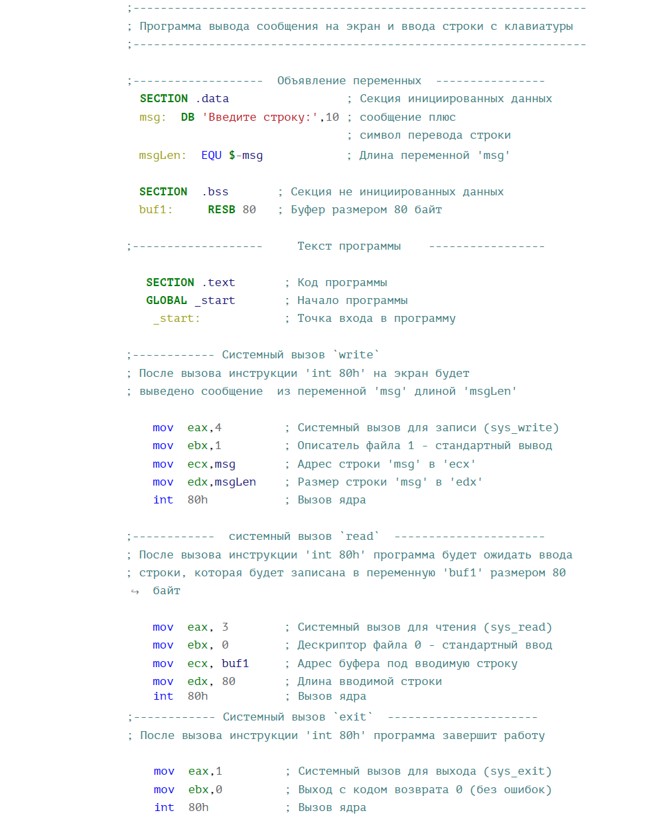 ;------------------------------------------------------------------
; Программа вывода сообщения на экран и ввода строки с клавиатуры
;------------------------------------------------------------------
;-------------------  Объявление переменных  ----------------
SECTION .data                 ; Секция инициированных данных
msg:  DB 'Введите строку:',10 ; сообщение плюс
; символ перевода строки
msgLen:  EQU $-msg            ; Длина переменной 'msg'
SECTION  .bss       ; Секция не инициированных данных
buf1:     RESB 80   ; Буфер размером 80 байт
;-------------------     Текст программы    -----------------
SECTION .text       ; Код программы
GLOBAL _start       ; Начало программы
_start:            ; Точка входа в программу
;------------ Системный вызов `write`
; После вызова инструкции 'int 80h' на экран будет
; выведено сообщение  из переменной 'msg' длиной 'msgLen'
mov  eax,4         ; Системный вызов для записи (sys_write)
mov  ebx,1         ; Описатель файла 1 - стандартный вывод
mov  ecx,msg       ; Адрес строки 'msg' в 'ecx'
mov  edx,msgLen    ; Размер строки 'msg' в 'edx'
int  80h           ; Вызов ядра
;------------  системный вызов `read`  ----------------------
; После вызова инструкции 'int 80h' программа будет ожидать ввода
; строки, которая будет записана в переменную 'buf1' размером 80
↪  байт
mov  eax, 3        ; Системный вызов для чтения (sys_read)
mov  ebx, 0        ; Дескриптор файла 0 - стандартный ввод
mov  ecx, buf1     ; Адрес буфера под вводимую строку
mov  edx, 80       ; Длина вводимой строки
int  80h           ; Вызов ядра
;------------ Системный вызов `exit`  ----------------------
; После вызова инструкции 'int 80h' программа завершит работу
mov  eax,1         ; Системный вызов для выхода (sys_exit)
mov  ebx,0         ; Выход с кодом возврата 0 (без ошибок)
int  80h           ; Вызов ядра